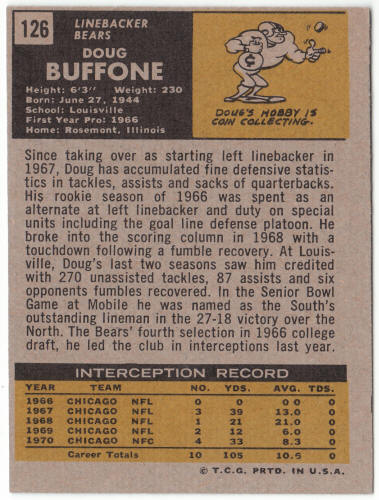 126
LINEBACKER
BEARS
DOUG
BUFFONE
Height: 6'3" Weight: 230
Born: June 27, 1944
School: Louisville
First Year Pro: 1966
Home: Rosemont, Illinois
¢
DOUG'S HOBBY IS
COIN COLLECTING.
Since taking over as starting left linebacker in
1967, Doug has accumulated fine defensive statis-
tics in tackles, assists and sacks of quarterbacks.
His rookie season of 1966 was spent as an
alternate at left linebacker and duty on special
units including the goal line defense platoon. He
broke into the scoring column in 1968 with a
touchdown following a fumble recovery. At Louis-
ville, Doug's last two seasons saw him credited
with 270 unassisted tackles, 87 assists and six
opponents fumbles recovered. In the Senior Bowl
Game at Mobile he was named as the South's
outstanding lineman in the 27-18 victory over the
North. The Bears' fourth selection in 1966 college
draft, he led the club in interceptions last year.
INTERCEPTION RECORD
YEAR TEAM NO. YDS. AVG. TDS.
1966 CHICAGO NFL 0 0 0 0 0
1967 CHICAGO NFL 3 39 13.0 0
1968 CHICAGO NFL 1 21 21.0 0
1969 CHICAGO NFL 2 12 6.0 0
1970 CHICAGO NFC 4 33 8.3 0
Career Totals 10 105 10.5 0
© T.C.G. PRTD. IN U.S.A.